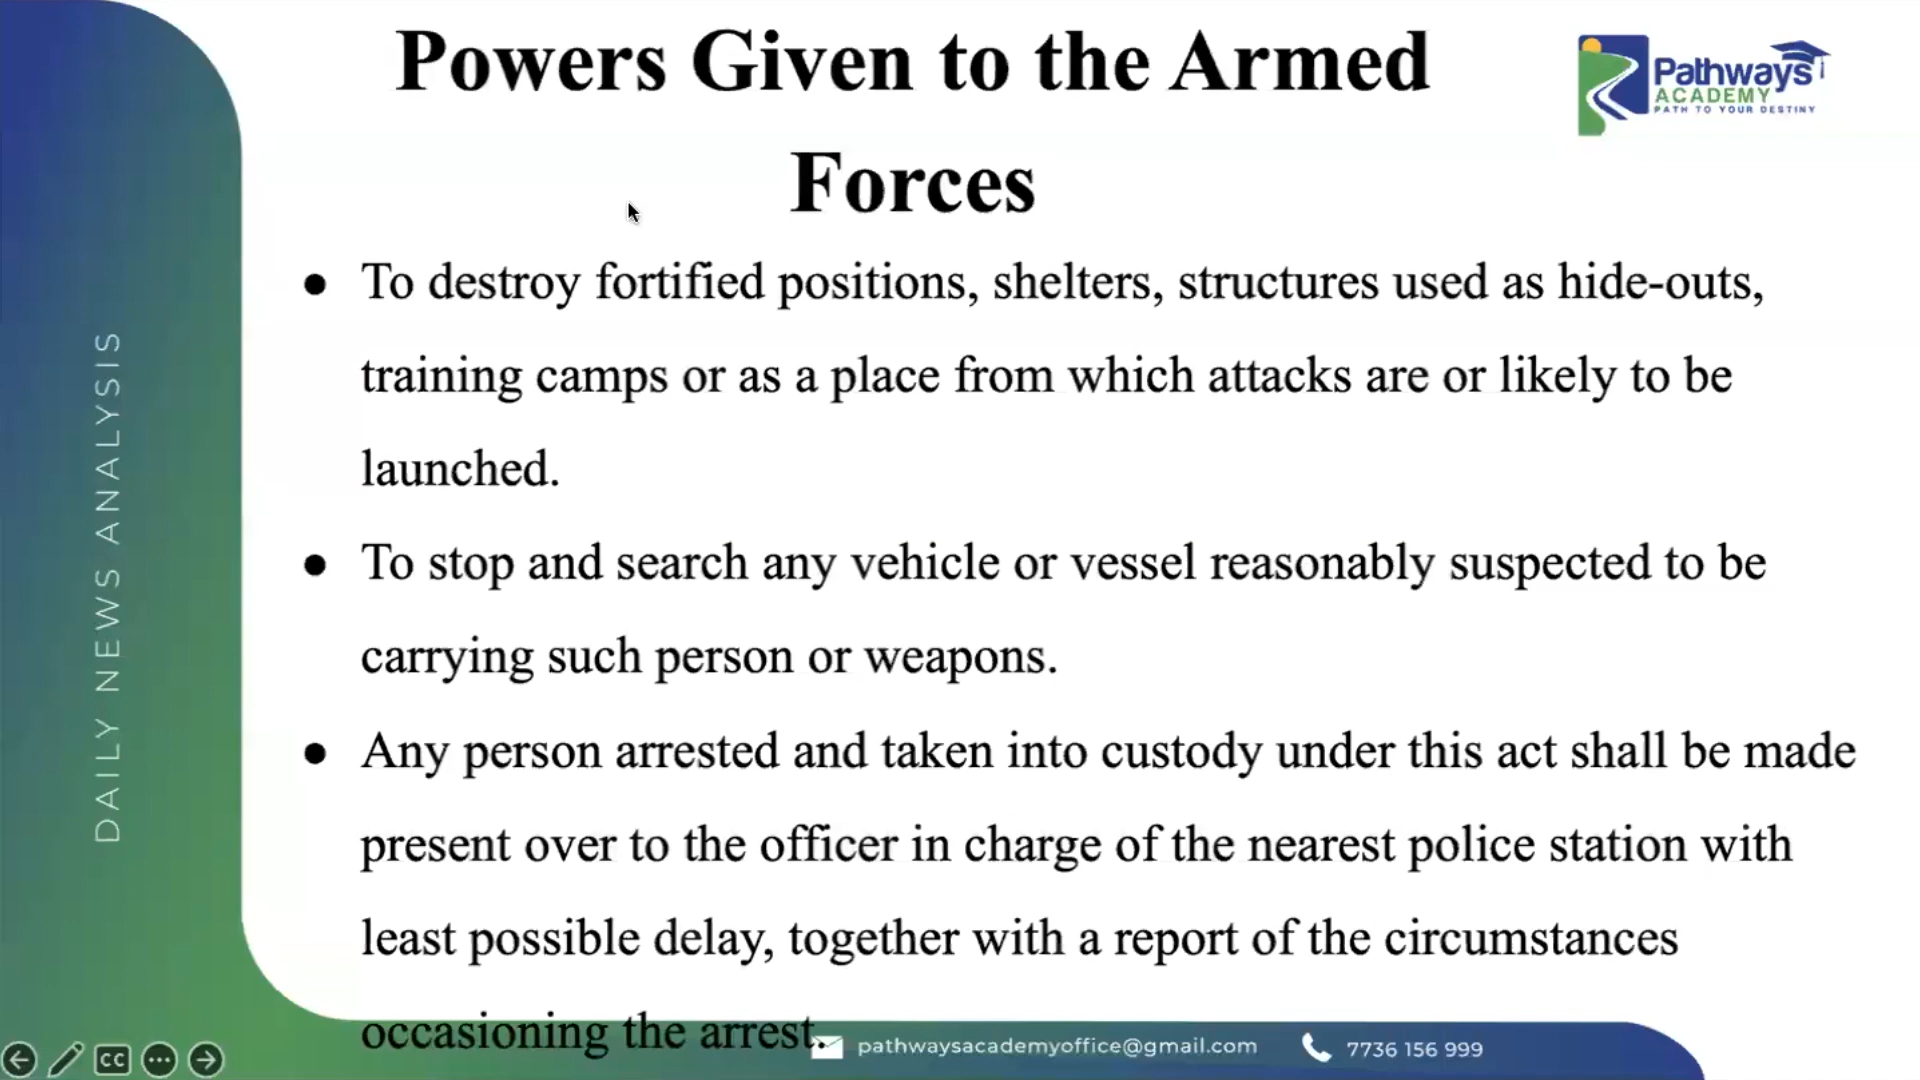 Powers Given to the Armed
Forces
Pathways
ACADEMY
PATH TO YOUR DESTINY
● To destroy fortified positions, shelters, structures used as hide-outs,
training camps or as a place from which attacks are or likely to be
launched.
● To stop and search any vehicle or vessel reasonably suspected to be
carrying such person or weapons.
● Any person arrested and taken into custody under this act shall be made
present over to the officer in charge of the nearest police station with
least possible delay, together with a report of the circumstances
occasioning the arrest.
DAILY NEWS ANALYSIS
CC
pathwaysacademyoffice@gmail.com
7736 156 999